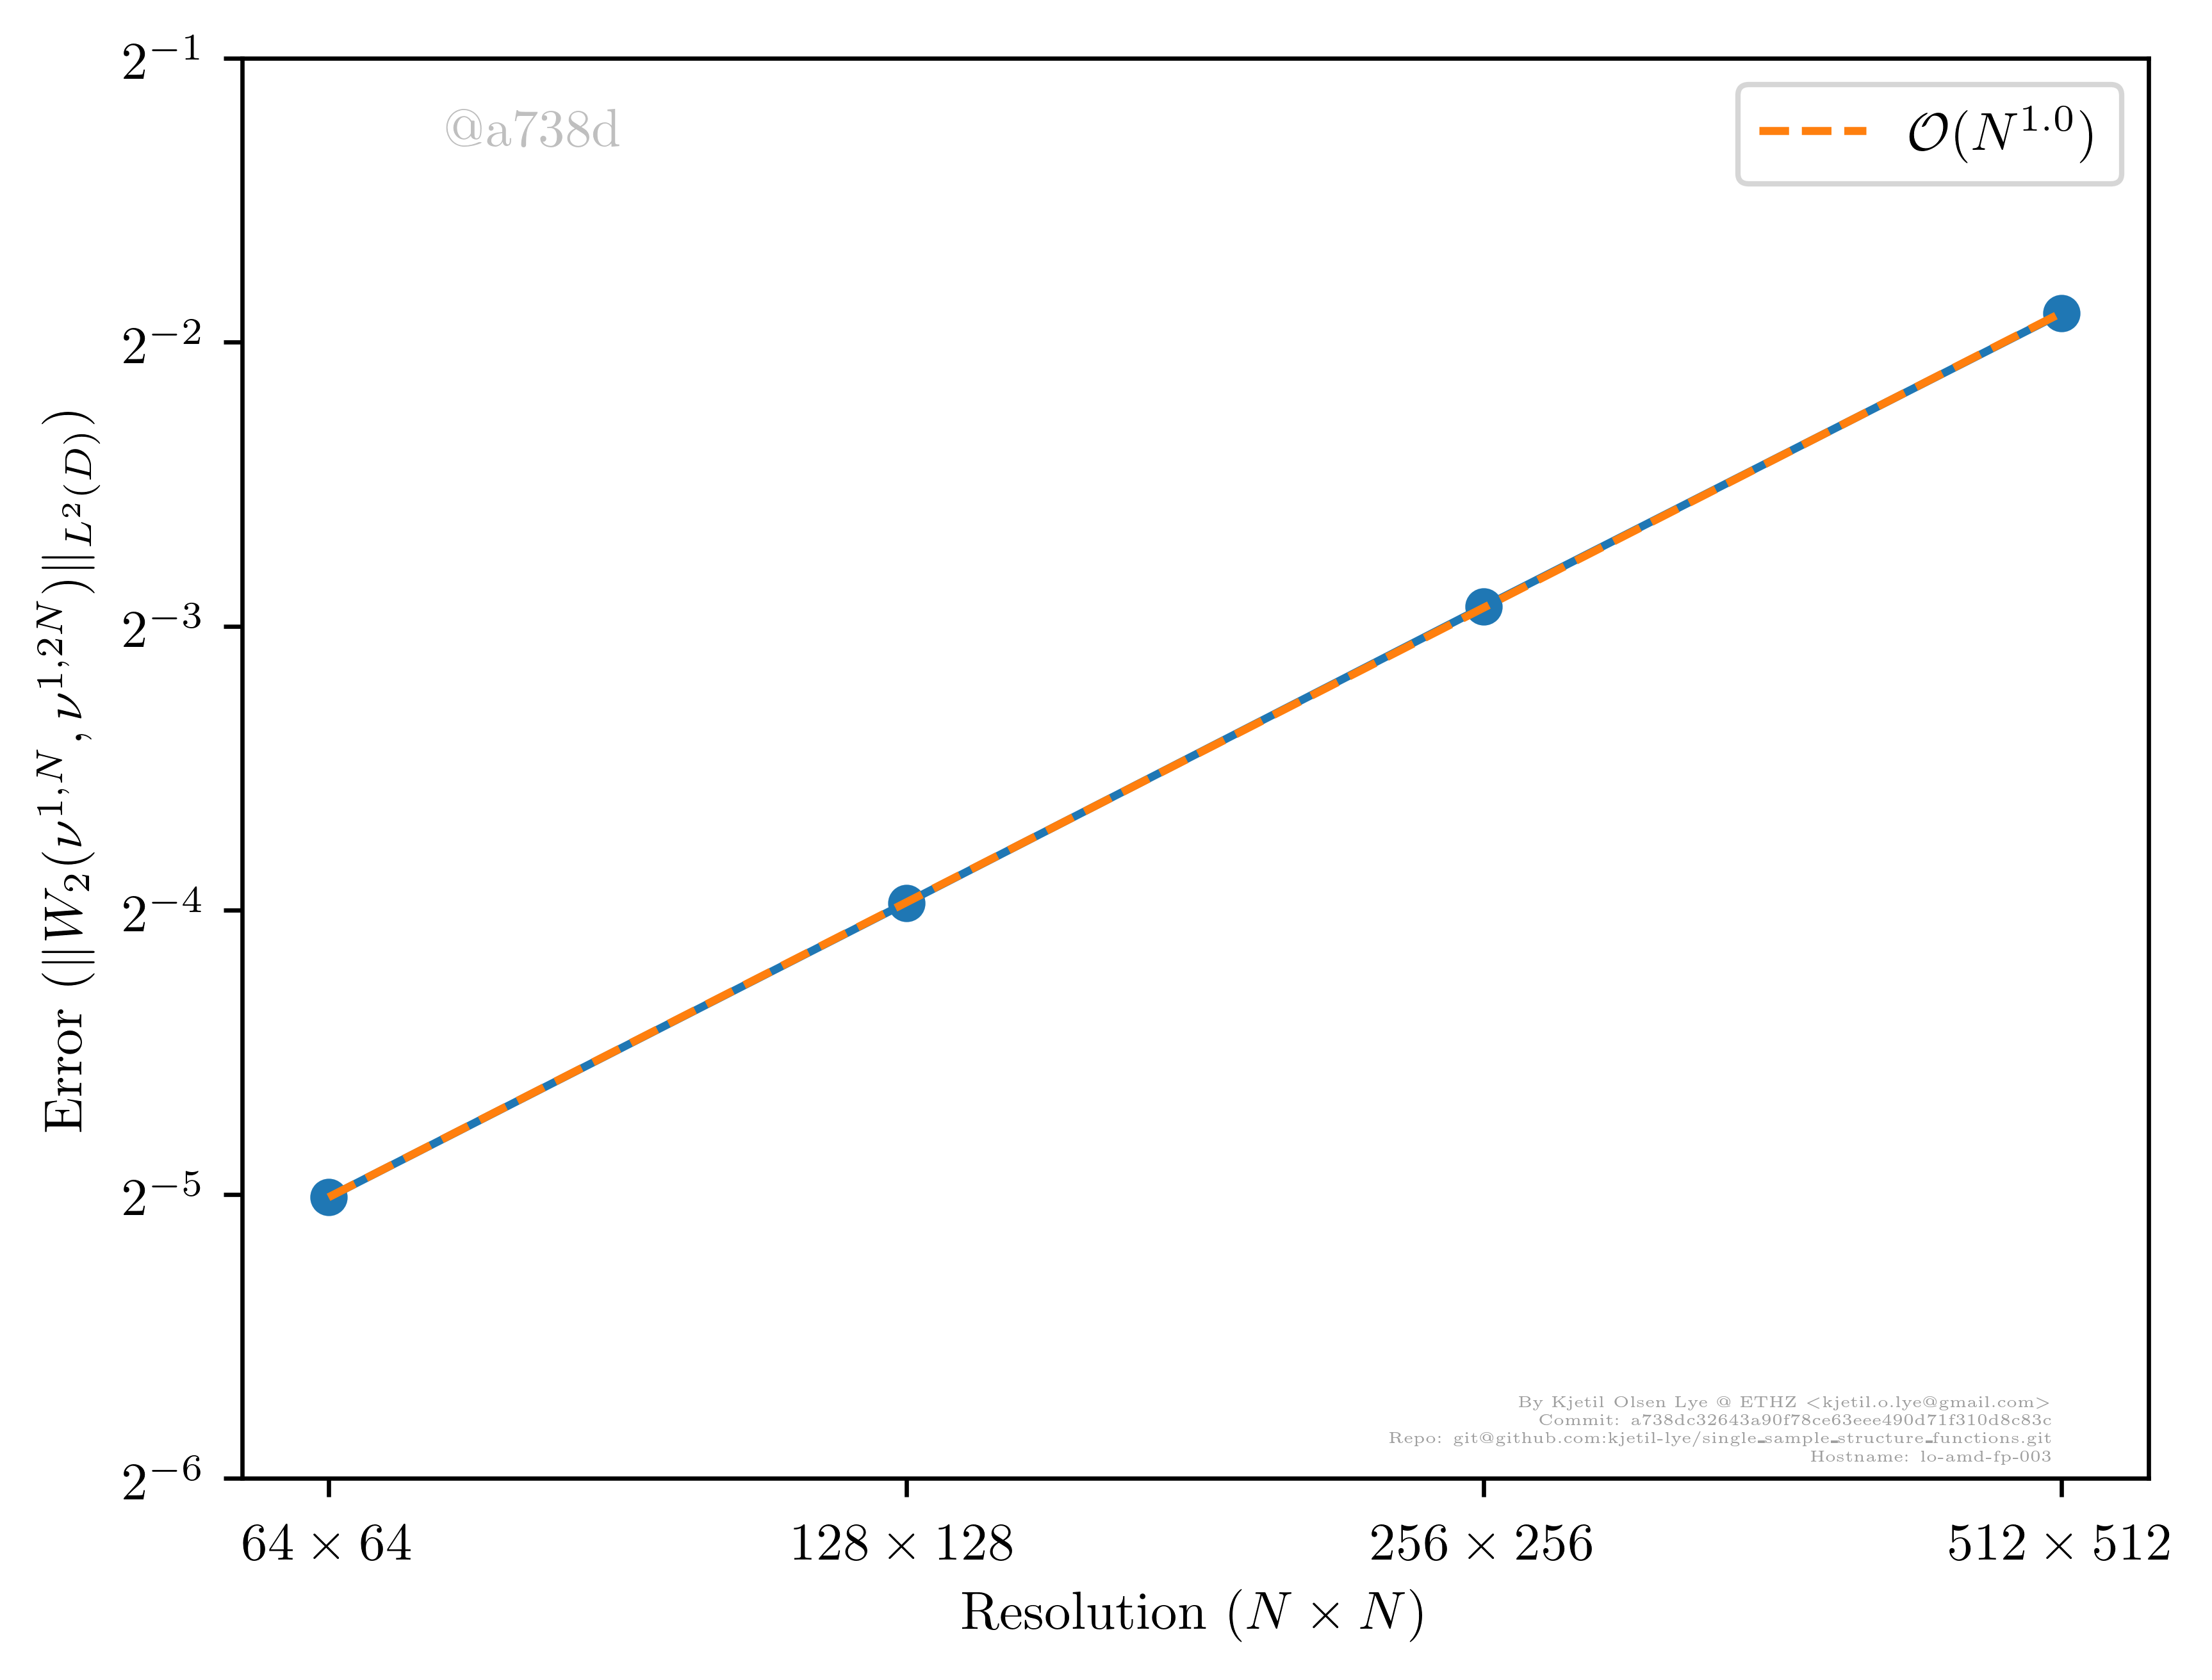 2^{-1}
@a738d
𝒪(N^{1.0})
2^{-2}
2^{-3}
2^{-4}
2^{-5}
2^{-6}
Error (||W_2(ν^{1,N}, ν^{1,2N})||_{L^2(D)})
By Kjetil Olsen Lye @ ETHZ <kjetil.o.lye@gmail.com>
Commit: a738dc32643a90f78ce63eee490d71f310d8c83c
Repo: git@github.com:kjetil-lye/single_sample_structure_functions.git
Hostname: lo-amd-fp-003
64 × 64
128 × 128
256 × 256
512 × 512
Resolution (N × N)